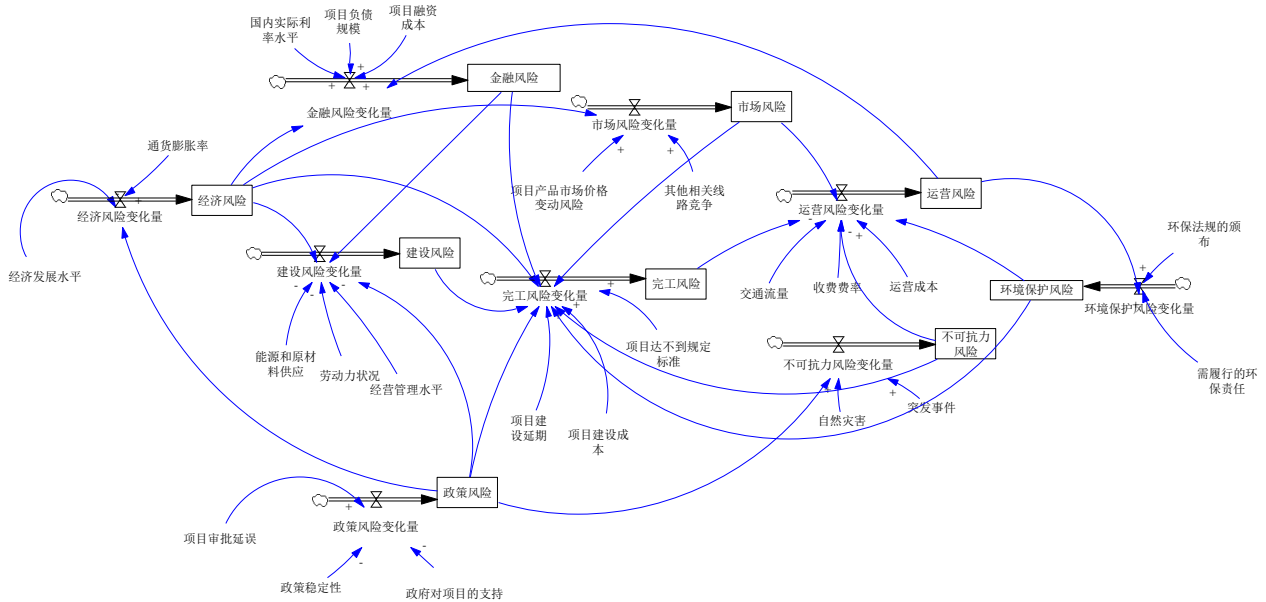 国内实际利
率水平
项目负债
规模
项目融资
成本
+
+
+
金融风险
金融风险变化量
市场风险
市场风险变化量
+
+
项目产品市场价格
变动风险
其他相关线
路竞争
通货膨胀率
+
经济风险
经济风险变化量
经济发展水平
运营风险
运营风险变化量
-
-
+
交通流量
收费费率
运营成本
环保法规的颁
布
+
+
环境保护风险
环境保护风险变化量
需履行的环
保责任
建设风险
建设风险变化量
-
-
-
能源和原材
料供应
劳动力状况
经营管理水平
完工风险
完工风险变化量
+
+
+
项目达不到规定
标准
项目建
设延期
项目建设成
本
不可抗力
风险
不可抗力风险变化量
+
+
自然灾害
突发事件
政策风险
+
政策风险变化量
项目审批延误
-
-
政策稳定性
政府对项目的支持